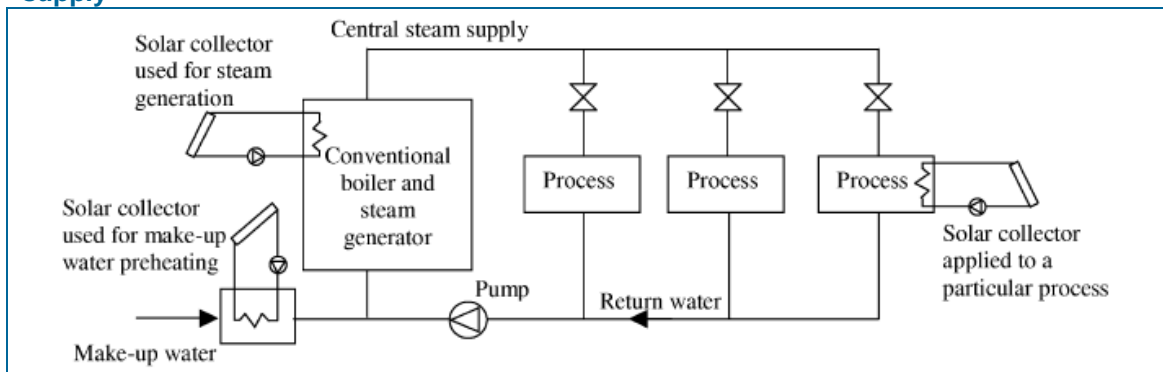 supply
Central steam supply
Solar collector
used for steam
generation
Conventional
boiler and
steam
generator
Process
Process
Process
Solar collector
used for make-up
water preheating
Solar collector
applied to a
particular process
Pump
Return water
Make-up water